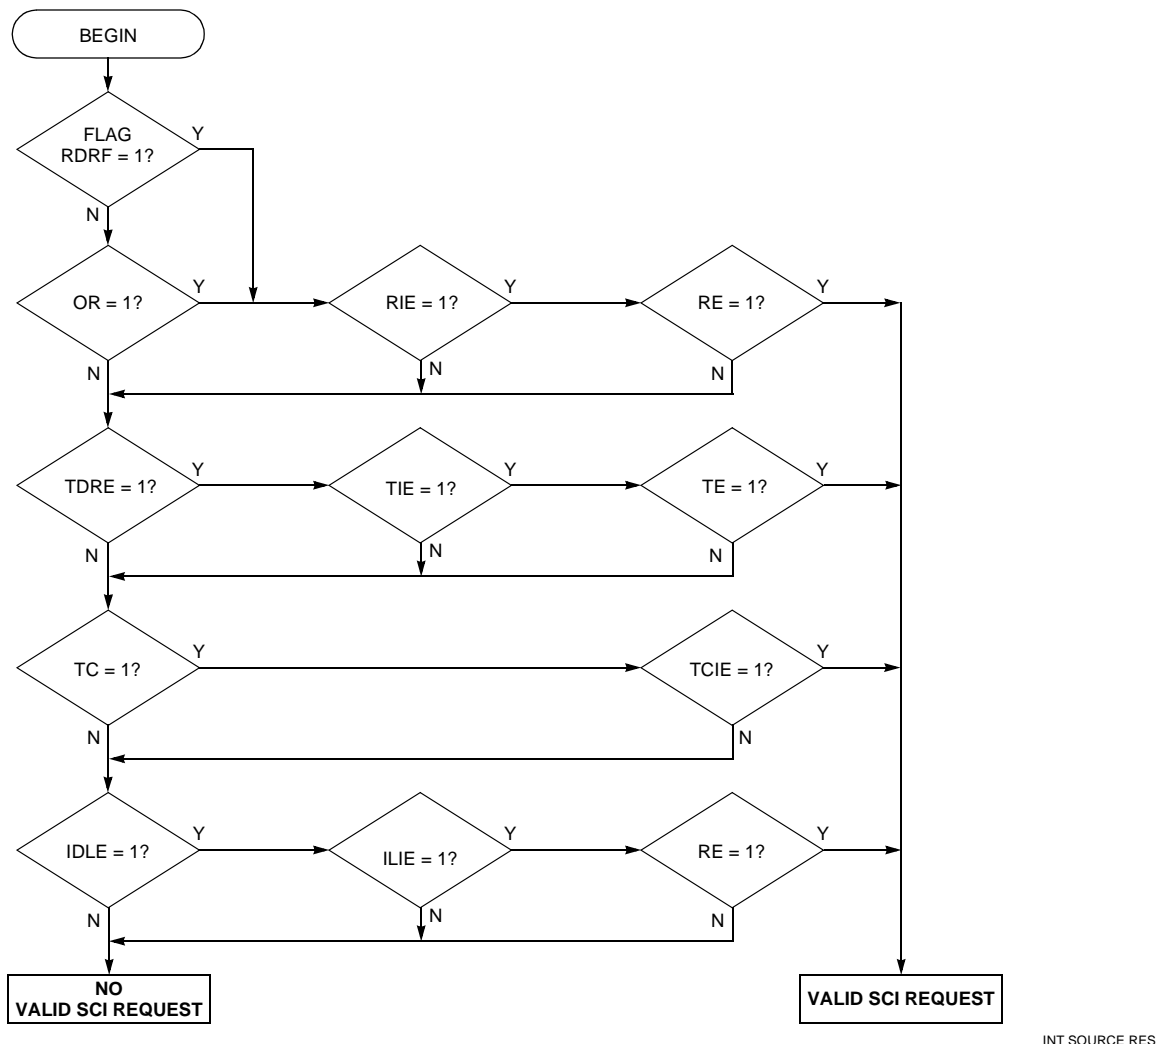 BEGIN
FLAG
RDRF = 1?
Y
N
OR = 1?
Y
RIE = 1?
Y
RE = 1?
Y
N
N
N
TDRE = 1?
Y
TIE = 1?
Y
TE = 1?
Y
N
N
N
TC = 1?
Y
TCIE = 1?
Y
N
N
IDLE = 1?
Y
ILIE = 1?
Y
RE = 1?
Y
N
N
N
NO
VALID SCI REQUEST
VALID SCI REQUEST
INT SOURCE RES